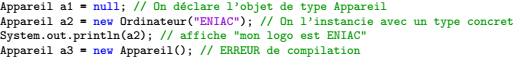 Appareil a1 = null; // On déclare l'objet de type Appareil
Appareil a2 = new Ordinateur("ENIAC"); // On l'instancie avec un type concret
System.out.println(a2); // affiche "mon logo est ENIAC"
Appareil a3 = new Appareil(); // ERREUR de compilation